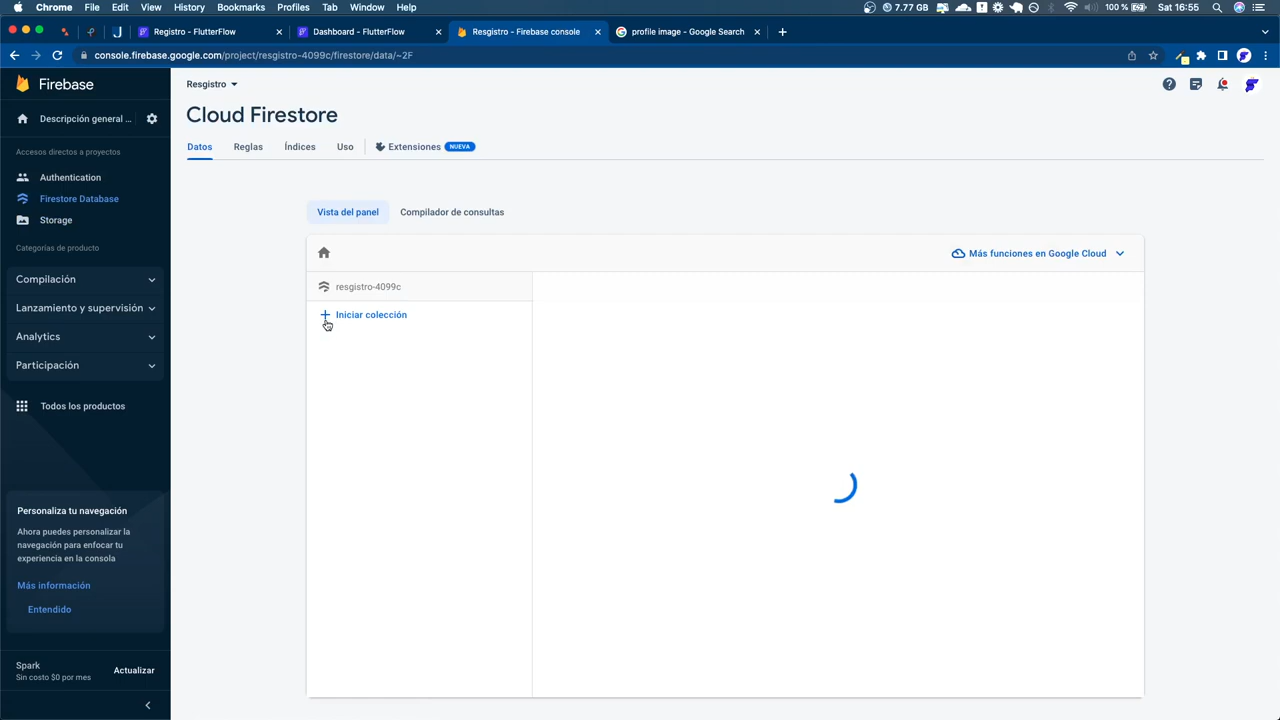 Chrome File Edit View History Bookmarks Profiles Tab Window Help 7.77 GB 100 % Sat 18:55
Registro - FlutterFlow Dashboard - FlutterFlow Resgistro - Firebase console profile image - Google Search
console.firebase.google.com/project/resgistro-4099c/firestore/data/~2F
Firebase
Descripción general ...
Accesos directos a proyectos
Authentication
Firestore Database
Storage
Categorías de producto
Compilación
Lanzamiento y supervisión
Analytics
Participación
Todos los productos
Personaliza tu navegación
Ahora puedes personalizar la
navegación para enfocar tu
experiencia en la consola
Más información
Entendido
Spark
Sin costo $0 por mes
Actualizar
Resgistro
Cloud Firestore
Datos Reglas Índices Uso Extensiones NUEVA
Vista del panel Compilador de consultas
Más funciones en Google Cloud
resgistro-4099c
Iniciar colección